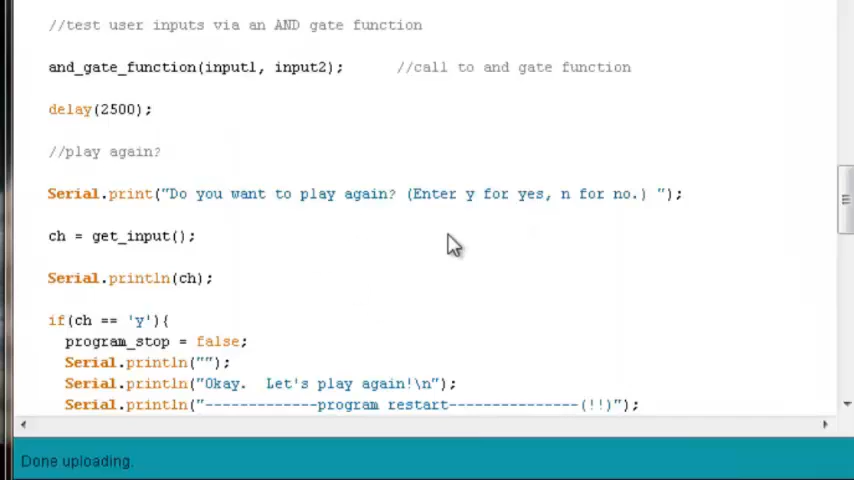 //test user inputs via an AND gate function
and_gate_function(input1, input2);      //call to and gate function
delay(2500);
//play again?
Serial.print("Do you want to play again? (Enter y for yes, n for no.) ");
ch = get_input();
Serial.println(ch);
if(ch == 'y'){
  program_stop = false;
  Serial.println("");
  Serial.println("Okay.  Let's play again!\n");
  Serial.println("-------------program restart---------------(!!)");
Done uploading.